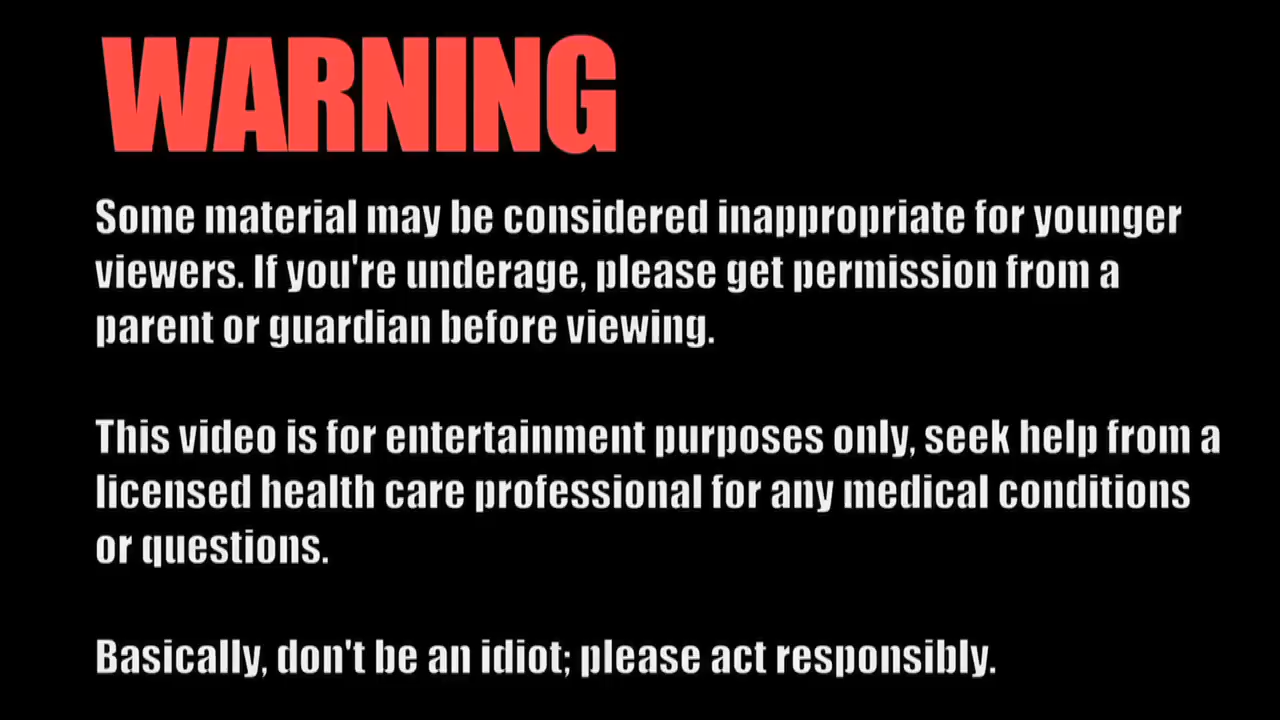 WARNING
Some material may be considered inappropriate for younger
viewers. If you're underage, please get permission from a
parent or guardian before viewing.
This video is for entertainment purposes only, seek help from a
licensed health care professional for any medical conditions
or questions.
Basically, don't be an idiot; please act responsibly.